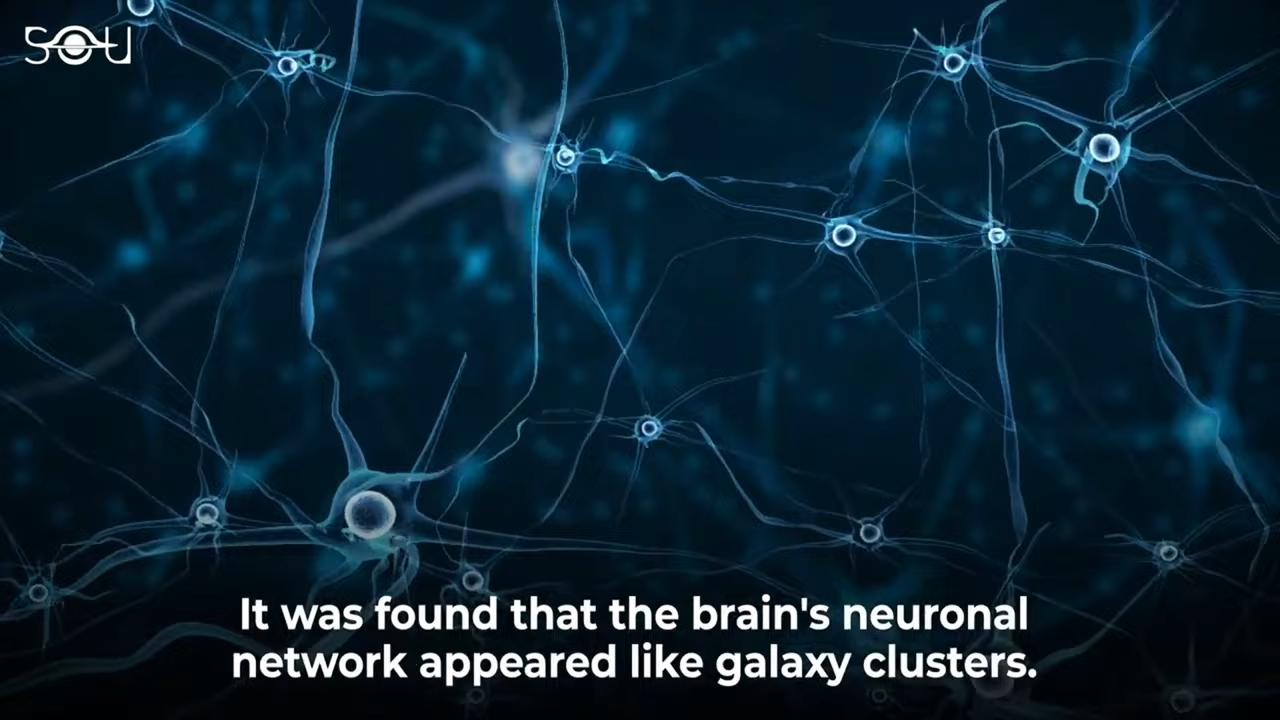 SOU
It was found that the brain's neuronal
network appeared like galaxy clusters.